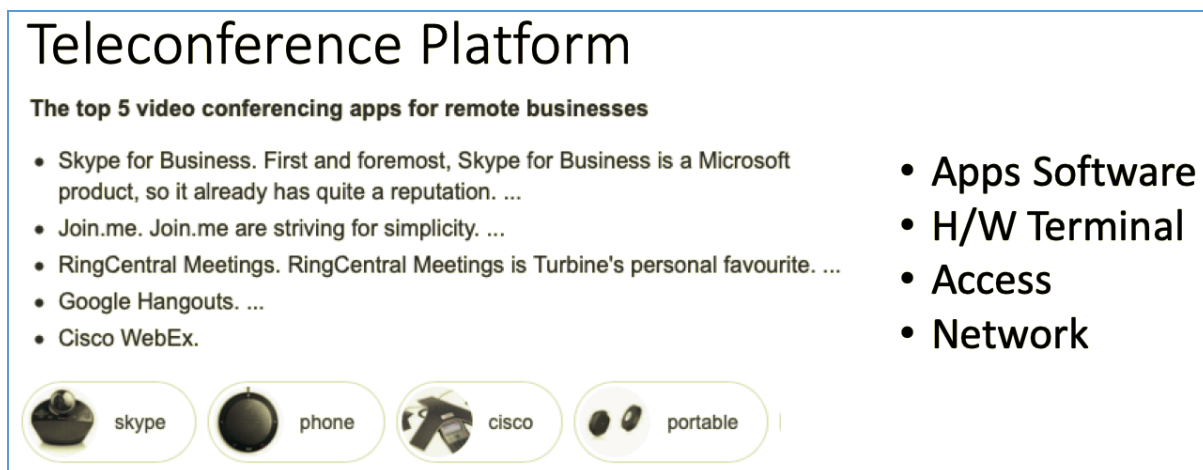 Teleconference Platform
The top 5 video conferencing apps for remote businesses
• Skype for Business. First and foremost, Skype for Business is a Microsoft
product, so it already has quite a reputation. ...
• Join.me. Join.me are striving for simplicity. ...
• RingCentral Meetings. RingCentral Meetings is Turbine's personal favourite. ...
• Google Hangouts. ...
• Cisco WebEx.
skype
phone
cisco
portable
• Apps Software
• H/W Terminal
• Access
• Network